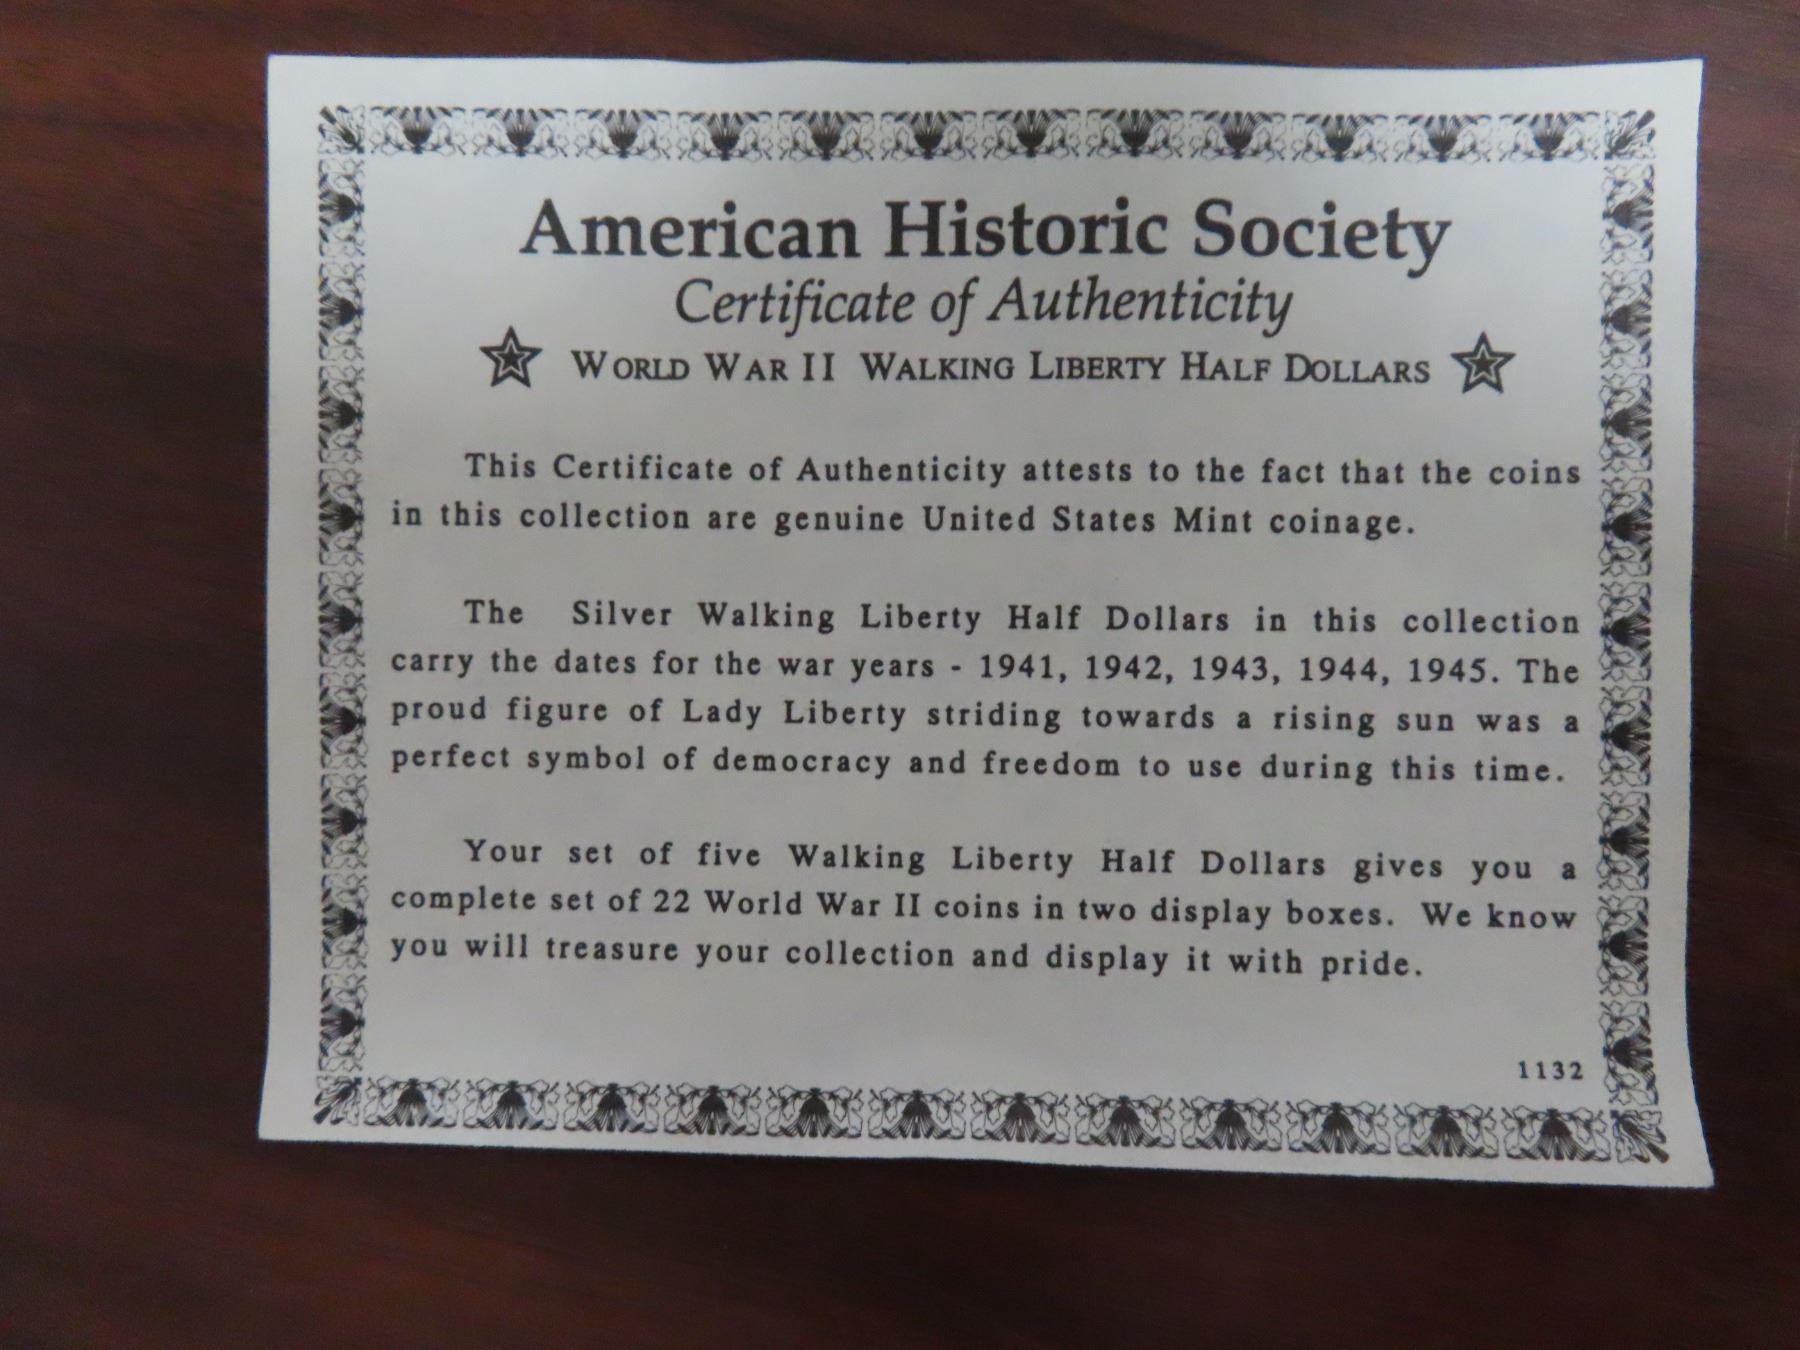 American Historic Society
Certificate of Authenticity
WORLD WAR II WALKING LIBERTY HALF DOLLARS
This Certificate of Authenticity attests to the fact that the coins
in this collection are genuine United States Mint coinage.
The Silver Walking Liberty Half Dollars in this collection
carry the dates for the war years - 1941, 1942, 1943, 1944, 1945. The
proud figure of Lady Liberty striding towards a rising sun was a
perfect symbol of democracy and freedom to use during this time.
Your set of five Walking Liberty Half Dollars gives you a
complete set of 22 World War II coins in two display boxes. We know
you will treasure your collection and display it with pride.
1132